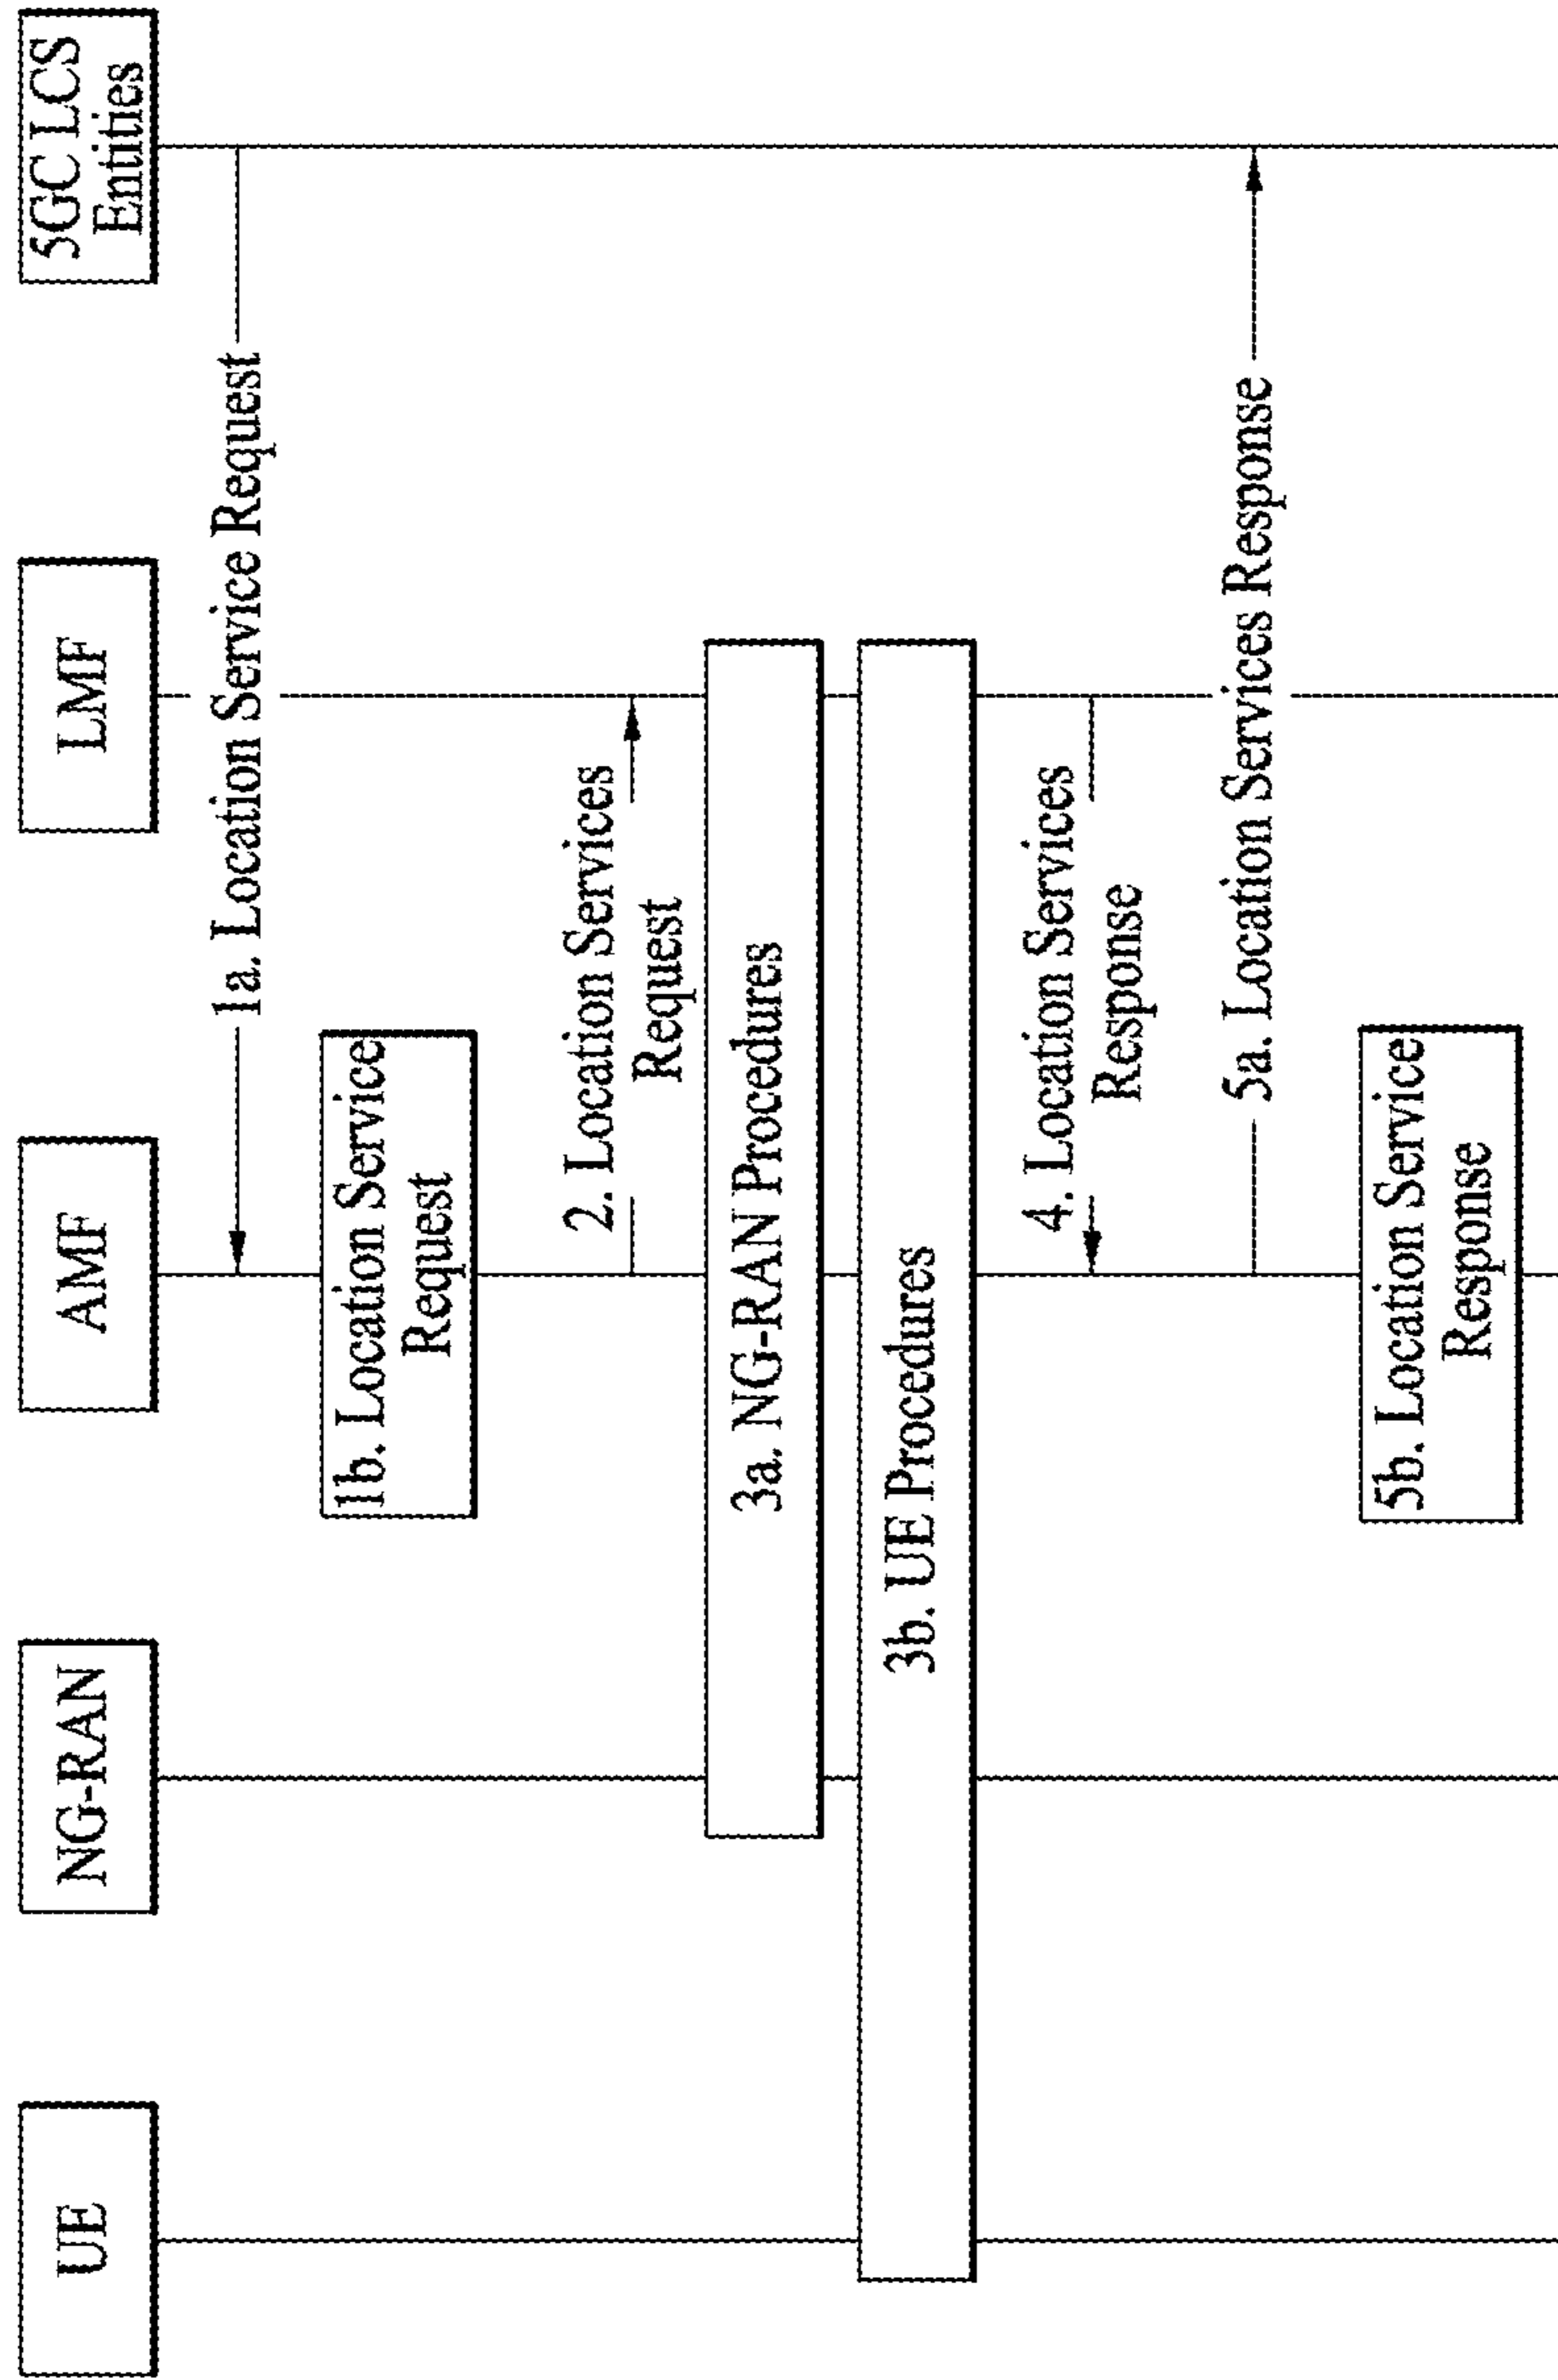 UE
NG-RAN
AMF
LMF
5GC LCS
Entities
1a. Location Service Request
1b. Location Service
Request
2. Location Services
Request
3a. NG-RAN Procedures
3b. UE Procedures
4. Location Services
Response
5a. Location Services Response
5b. Location Service
Response